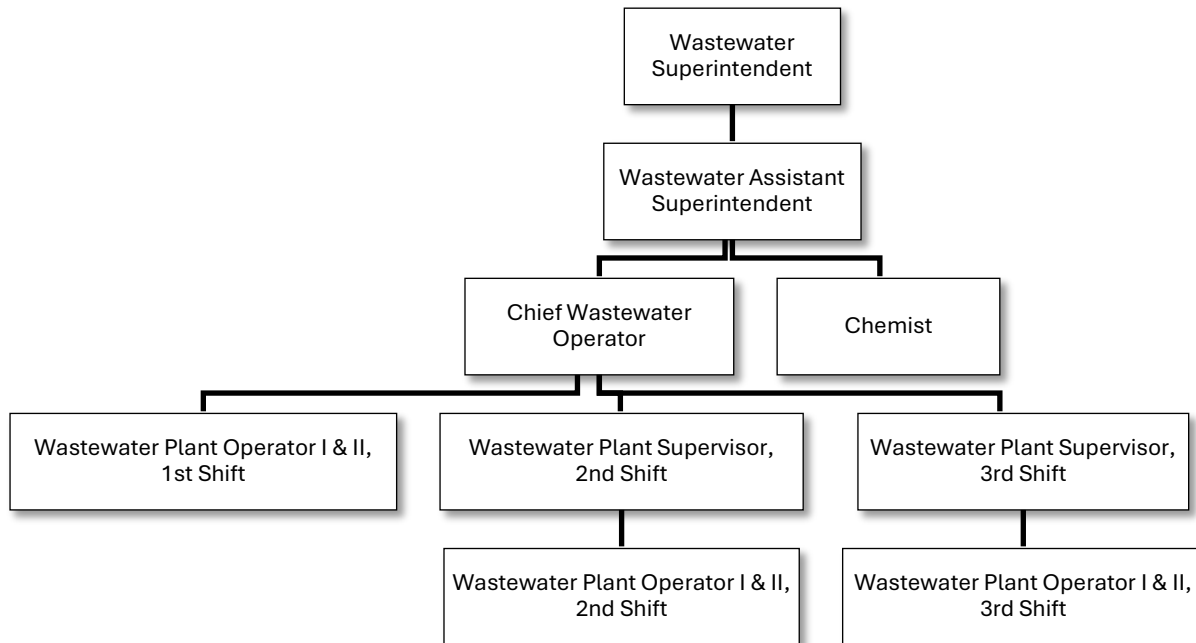 Wastewater
Superintendent
Wastewater Assistant
Superintendent
Chief Wastewater
Operator
Chemist
Wastewater Plant Operator I & II,
1st Shift
Wastewater Plant Supervisor,
2nd Shift
Wastewater Plant Supervisor,
3rd Shift
Wastewater Plant Operator I & II,
2nd Shift
Wastewater Plant Operator I & II,
3rd Shift